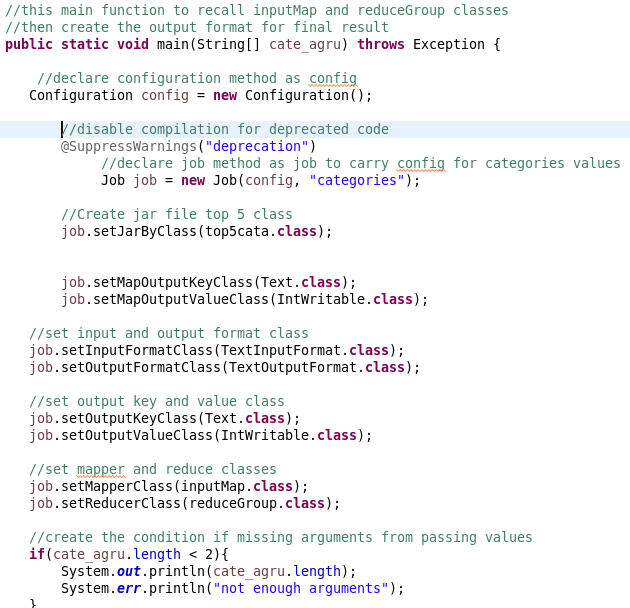 //this main function to recall inputMap and reduceGroup classes
//then create the output format for final result
public static void main(String[] cate_agru) throws Exception {
//declare configuration method as config
Configuration config = new Configuration();
//disable compilation for deprecated code
@SuppressWarnings("deprecation")
//declare job method as job to carry config for categories values
Job job = new Job(config, "categories");
//Create jar file top 5 class
job.setJarByClass(top5cata.class);
job.setMapOutputKeyClass(Text.class);
job.setMapOutputValueClass(IntWritable.class);
//set input and output format class
job.setInputFormatClass(TextInputFormat.class);
job.setOutputFormatClass(TextOutputFormat.class);
//set output key and value class
job.setOutputKeyClass(Text.class);
job.setOutputValueClass(IntWritable.class);
//set mapper and reduce classes
job.setMapperClass(inputMap.class);
job.setReducerClass(reduceGroup.class);
//create the condition if missing arguments from passing values
if(cate_agru.length < 2){
System.out.println(cate_agru.length);
System.err.println("not enough arguments");
}